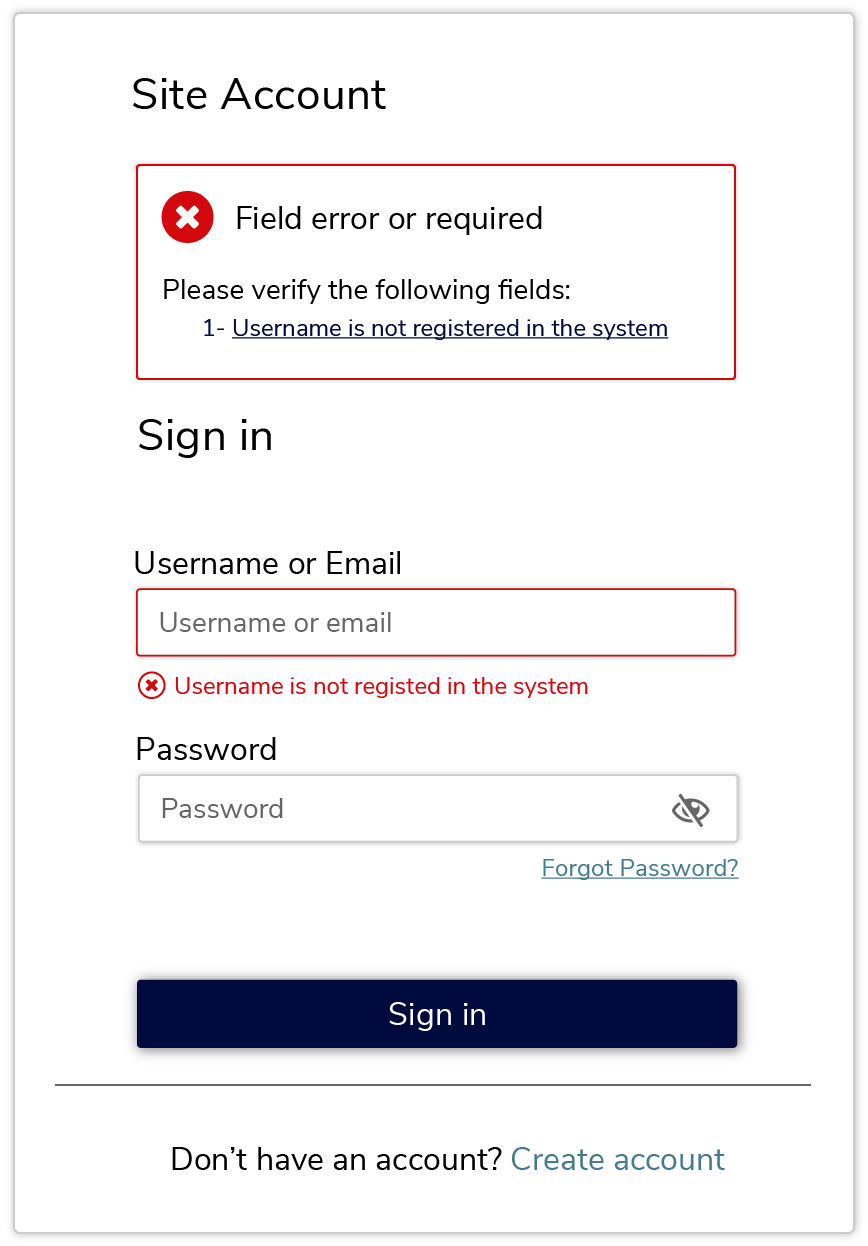 Site Account
Field error or required
Please verify the following fields:
1- Username is not registered in the system
Sign in
Username or Email
Username or email
Username is not registed in the system
Password
Password
Forgot Password?
Sign in
Don’t have an account? Create account